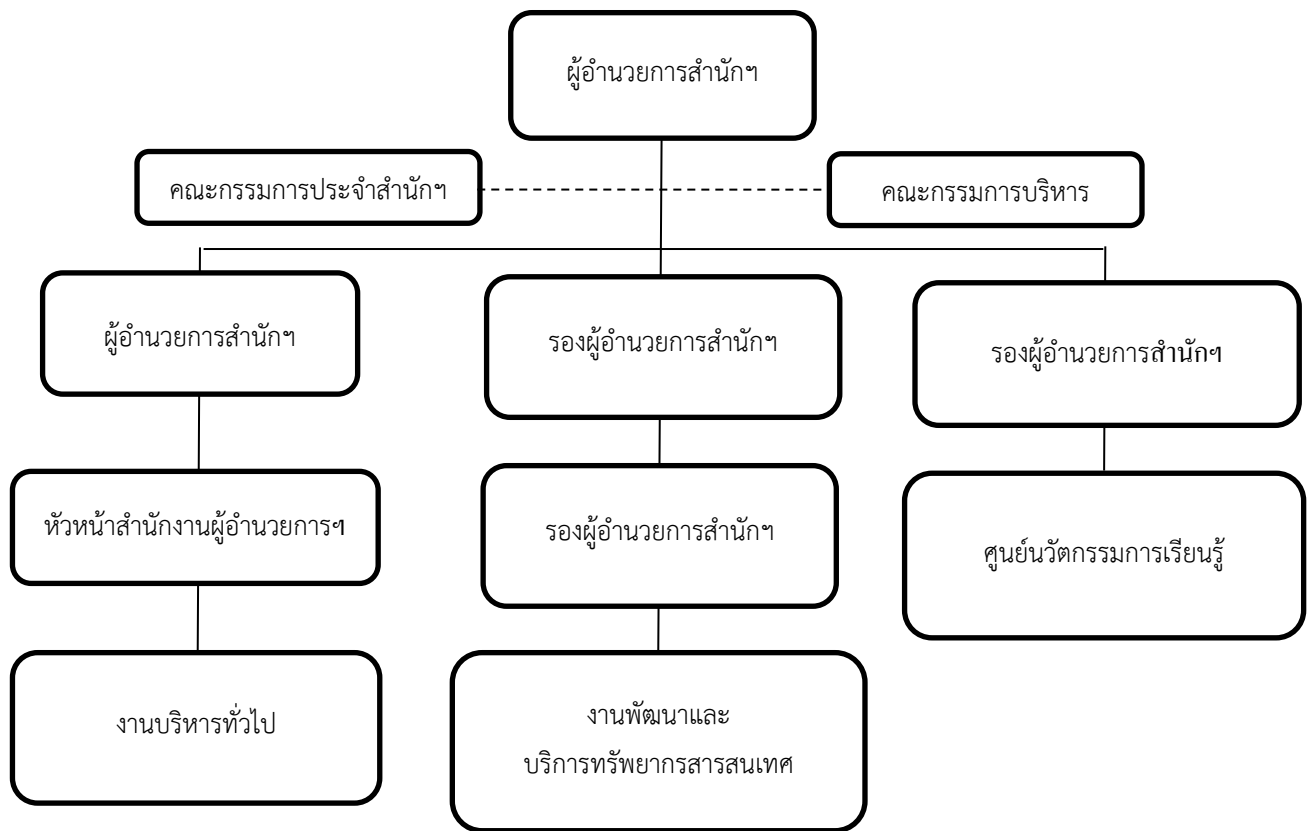 ผู้อำนวยการสำนักฯ
คณะกรรมการประจำสำนักฯ
คณะกรรมการบริหาร
ผู้อำนวยการสำนักฯ
รองผู้อำนวยการสำนักฯ
รองผู้อำนวยการสำนักฯ
หัวหน้าสำนักงานผู้อำนวยการฯ
รองผู้อำนวยการสำนักฯ
ศูนย์นวัตกรรมการเรียนรู้
งานบริหารทั่วไป
งานพัฒนาและ
บริการทรัพยากรสารสนเทศ